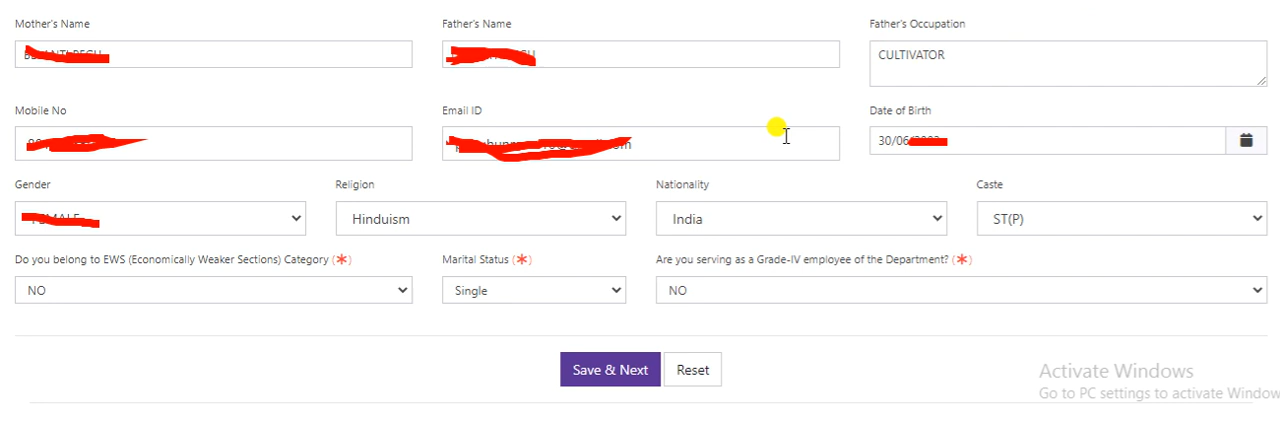 Mother's Name Father's Name Father's Occupation
CULTIVATOR
Mobile No Email ID Date of Birth
30/06/
Gender Religion Nationality Caste
Hinduism India ST(P)
Do you belong to EWS (Economically Weaker Sections) Category (*) Marital Status (*) Are you serving as a Grade-IV employee of the Department? (*)
NO Single NO
Save & Next Reset
Activate Windows
Go to PC settings to activate Window